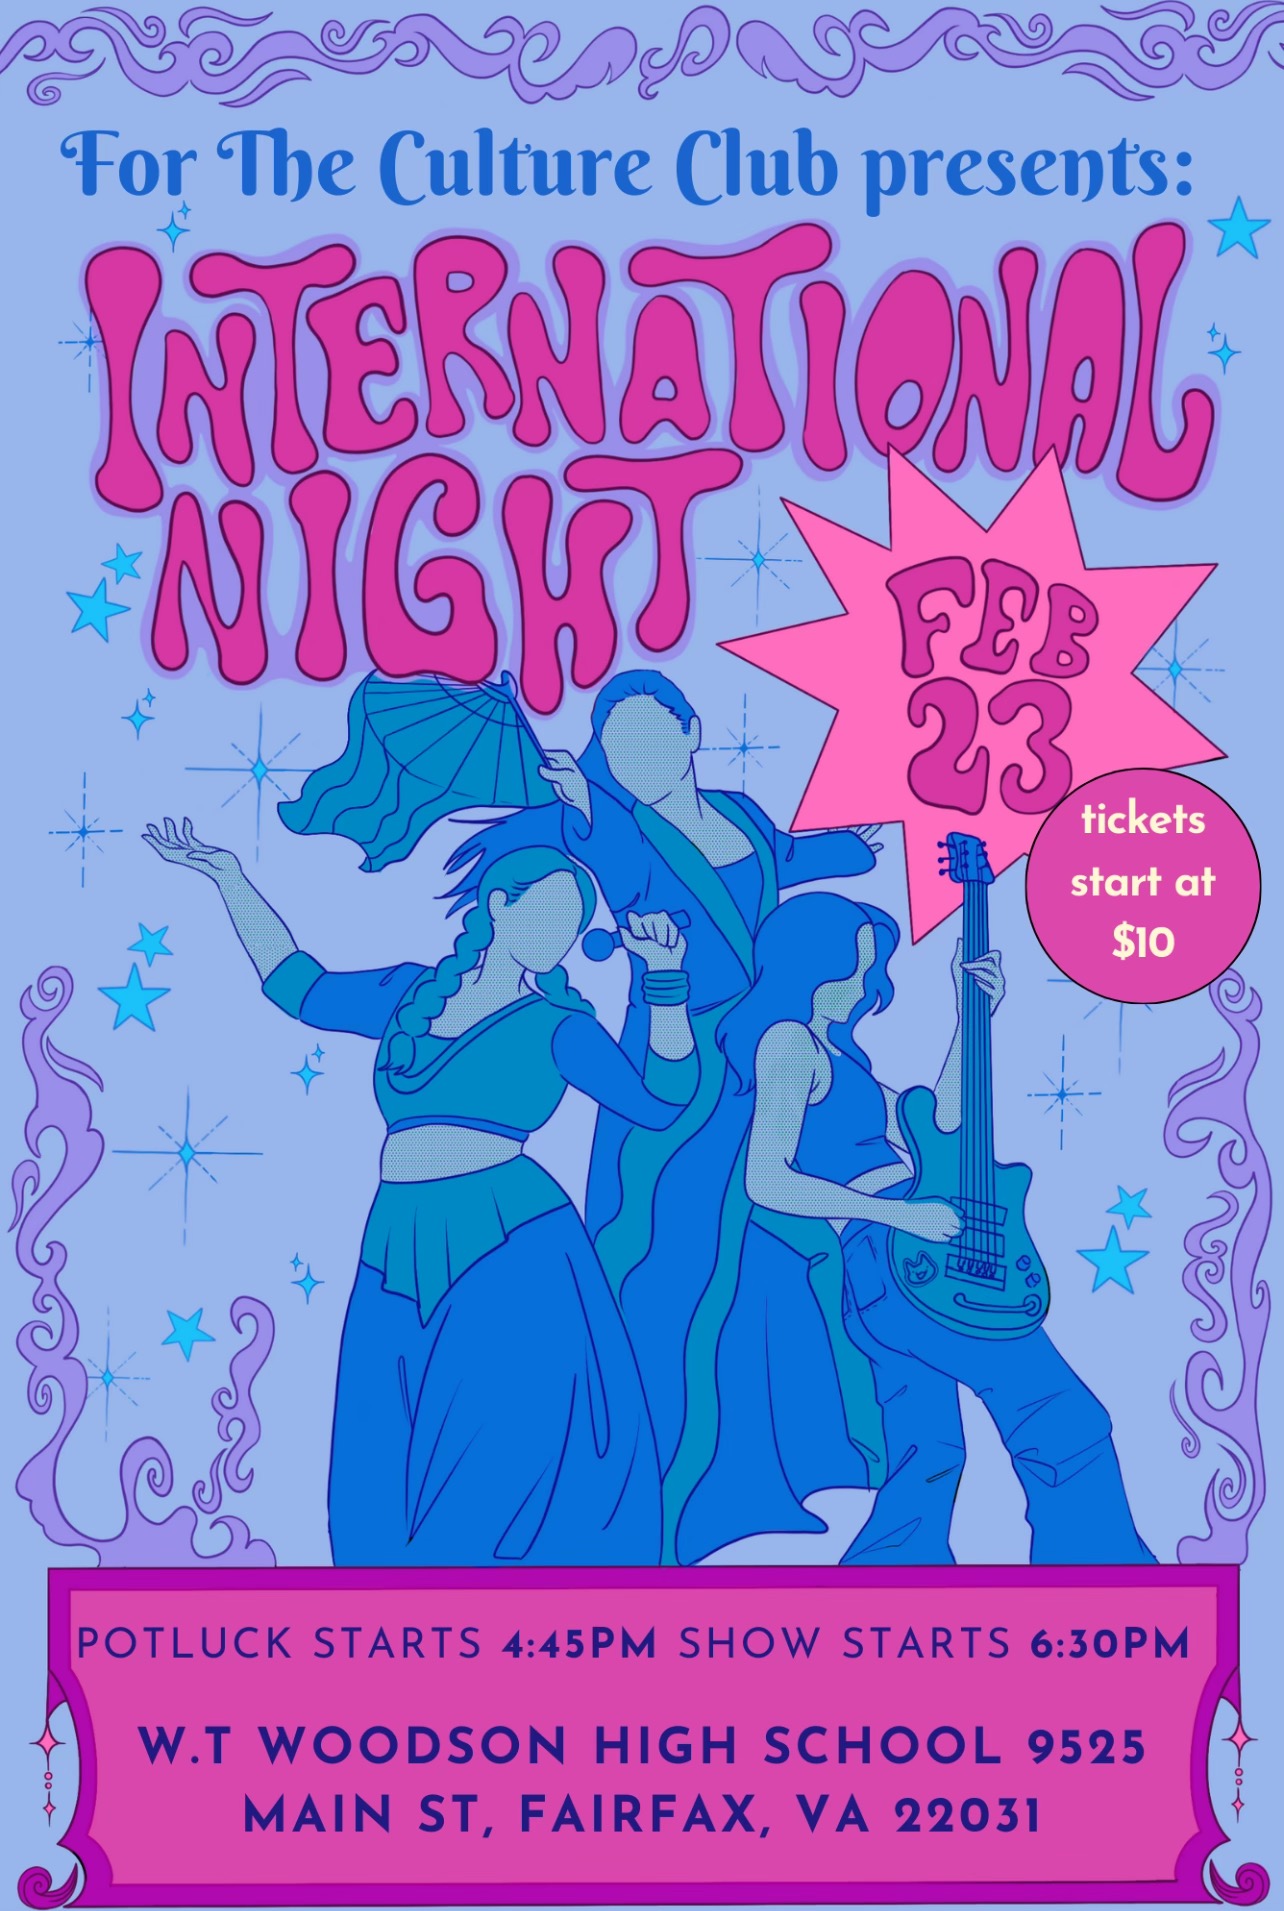 For The Culture Club presents:
INTERNATIONAL
NIGHT
FEB
23
tickets
start at
$10
POTLUCK STARTS 4:45PM SHOW STARTS 6:30PM
W.T WOODSON HIGH SCHOOL 9525
MAIN ST, FAIRFAX, VA 22031